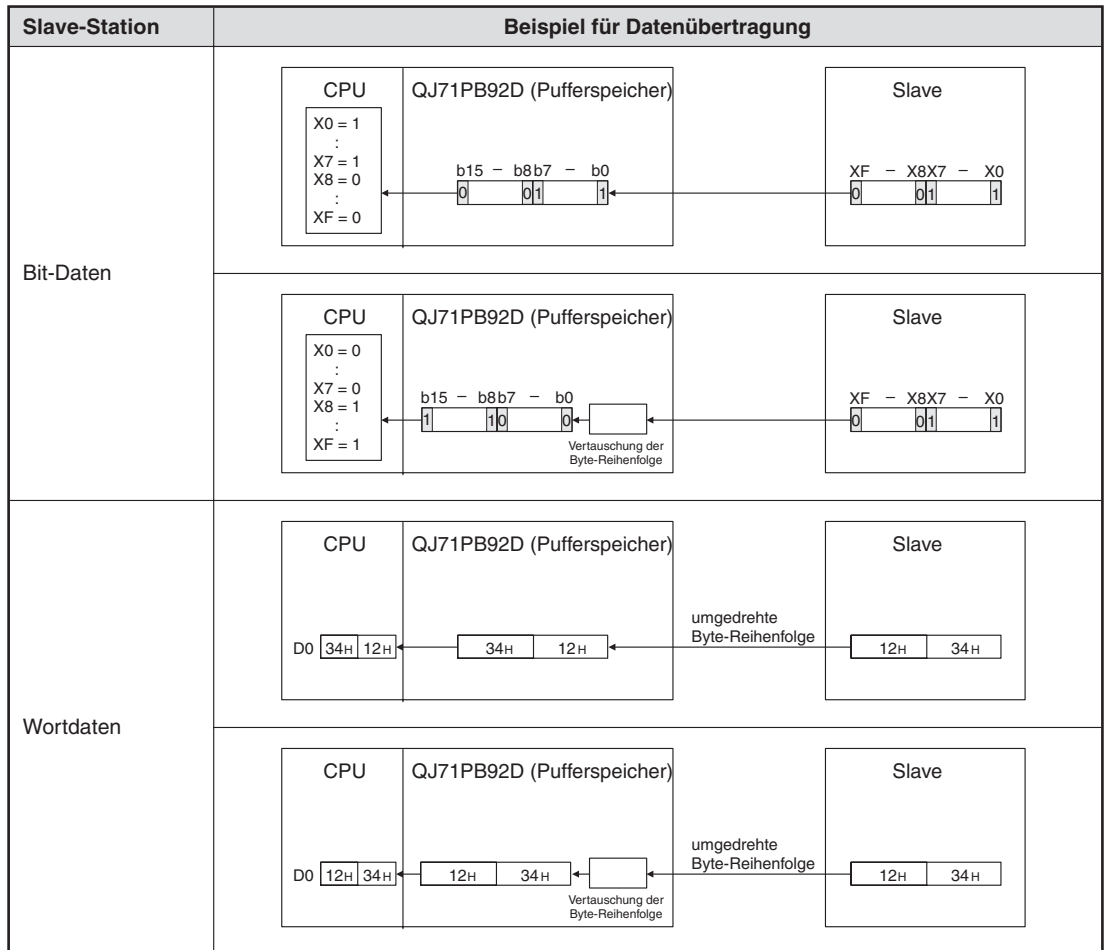 Slave-Station Beispiel für Datenübertragung
Bit-Daten
CPU QJ71PB92D (Pufferspeicher) Slave
X0 = 1
:
X7 = 1
X8 = 0
:
XF = 0
b15 – b8 b7 – b0
0 0 1 1
XF – X8 X7 – X0
0 0 1 1
CPU QJ71PB92D (Pufferspeicher) Slave
X0 = 0
:
X7 = 0
X8 = 1
:
XF = 1
b15 – b8 b7 – b0
1 1 0 0
Vertauschung der
Byte-Reihenfolge
XF – X8 X7 – X0
0 0 1 1
Wortdaten
CPU QJ71PB92D (Pufferspeicher) Slave
umgedrehte
Byte-Reihenfolge
D0 34H 12H 34H 12H 12H 34H
CPU QJ71PB92D (Pufferspeicher) Slave
umgedrehte
Byte-Reihenfolge
D0 12H 34H 12H 34H 12H 34H
Vertauschung der
Byte-Reihenfolge